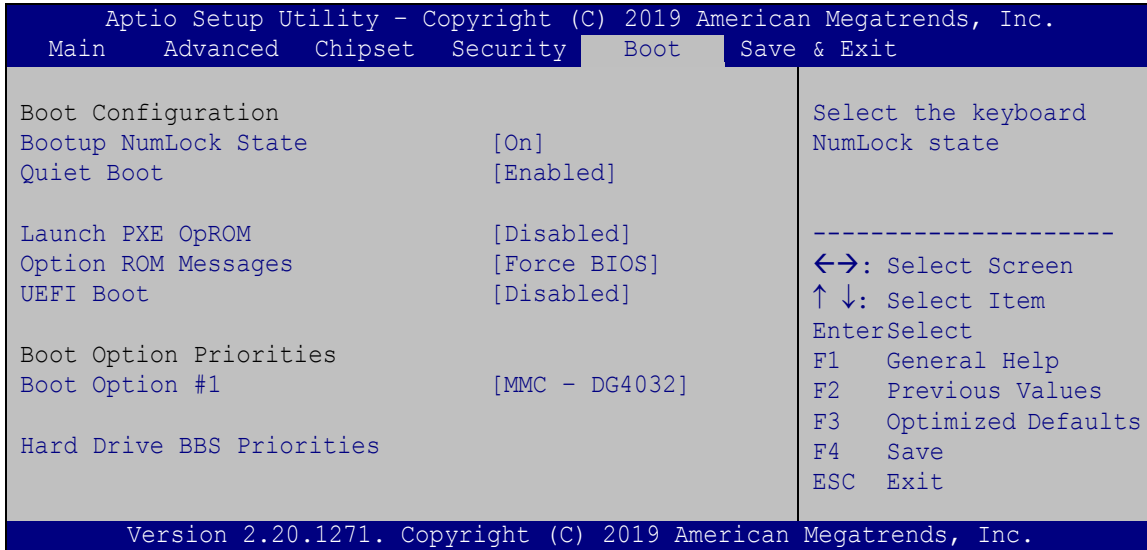 Aptio Setup Utility – Copyright (C) 2019 American Megatrends, Inc.
Main Advanced Chipset Security Boot Save & Exit
Boot Configuration
Bootup NumLock State [On]
Quiet Boot [Enabled]
Launch PXE OpROM [Disabled]
Option ROM Messages [Force BIOS]
UEFI Boot [Disabled]
Boot Option Priorities
Boot Option #1 [MMC – DG4032]
Hard Drive BBS Priorities
Select the keyboard
NumLock state
---------------------
←→: Select Screen
↑ ↓: Select Item
EnterSelect
F1 General Help
F2 Previous Values
F3 Optimized Defaults
F4 Save
ESC Exit
Version 2.20.1271. Copyright (C) 2019 American Megatrends, Inc.